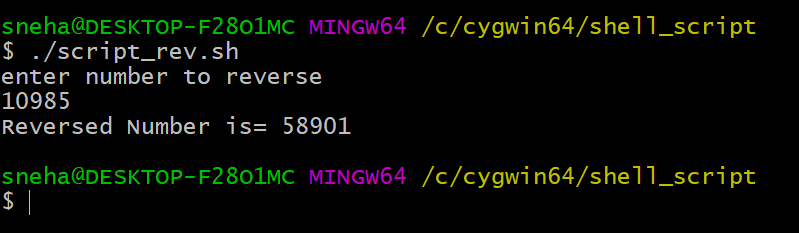 sneha@DESKTOP-F28O1MC MINGW64 /c/cygwin64/shell_script
$ ./script_rev.sh
enter number to reverse
10985
Reversed Number is= 58901
sneha@DESKTOP-F28O1MC MINGW64 /c/cygwin64/shell_script
$